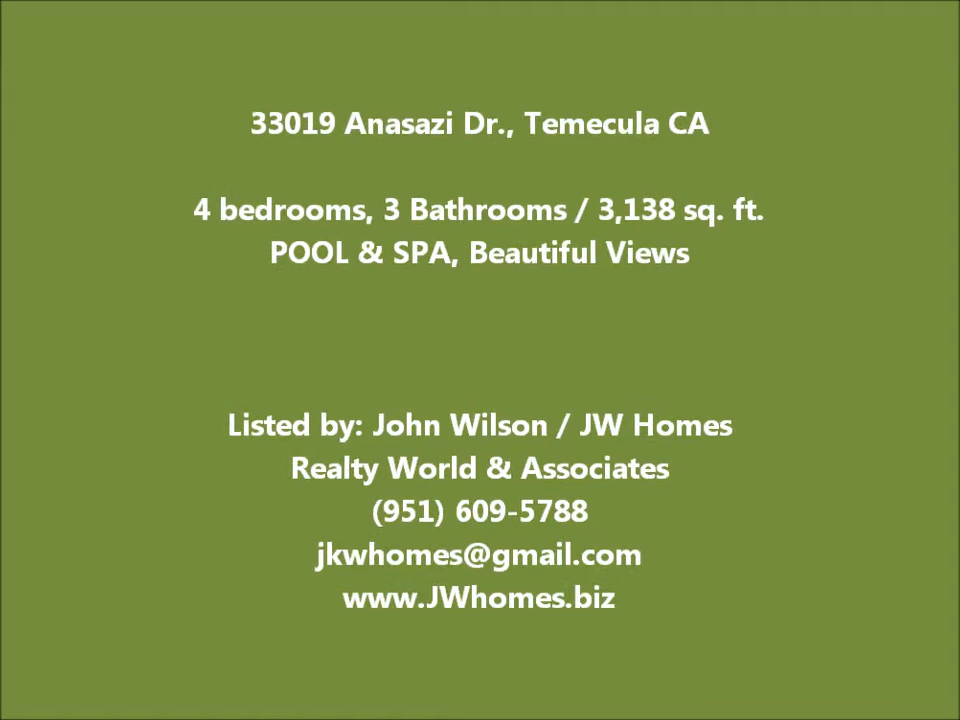 33019 Anasazi Dr., Temecula CA
4 bedrooms, 3 Bathrooms / 3,138 sq. ft.
POOL & SPA, Beautiful Views
Listed by: John Wilson / JW Homes
Realty World & Associates
(951) 609-5788
jkwhomes@gmail.com
www.JWhomes.biz